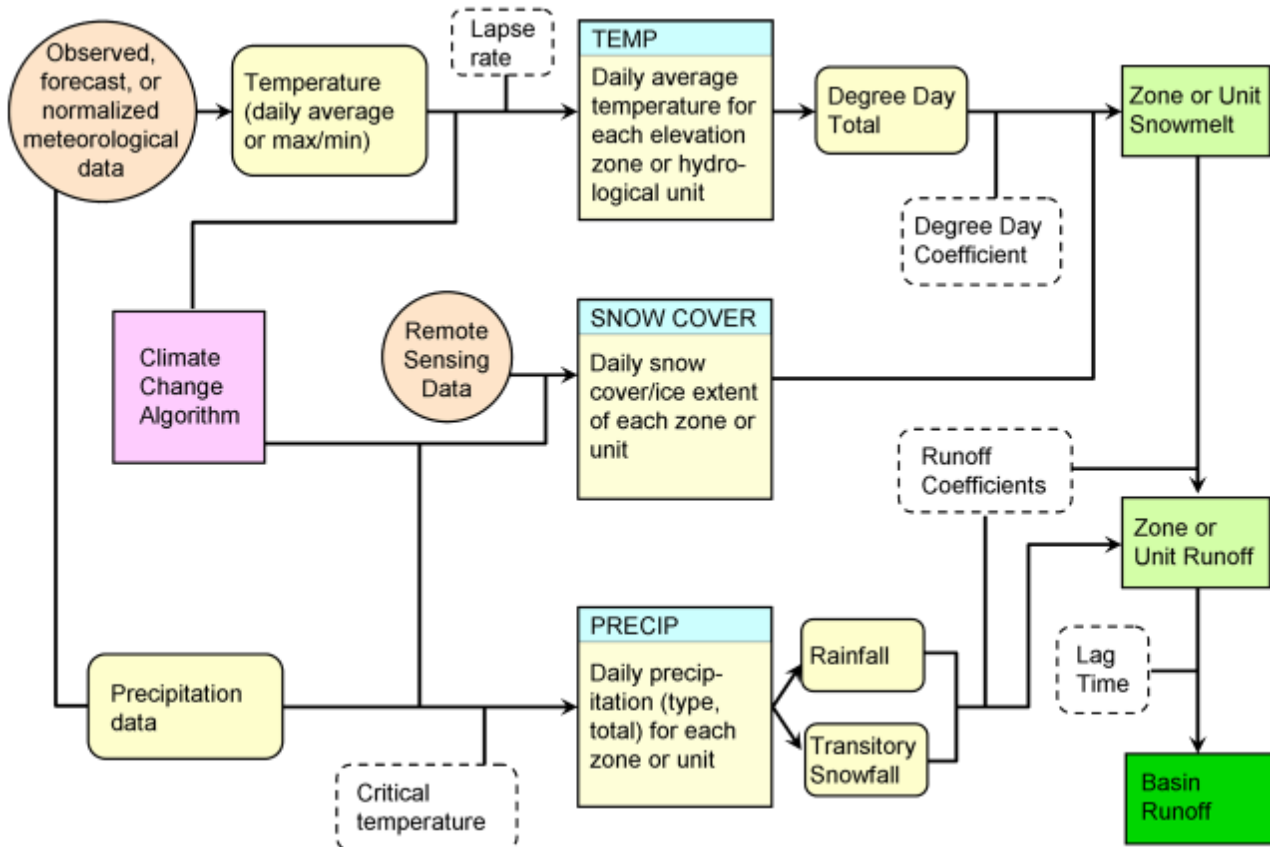 Observed,
forecast, or
normalized
meteorological
data
Temperature
(daily average
or max/min)
Lapse
rate
TEMP
Daily average
temperature for
each elevation
zone or hydro-
logical unit
Degree Day
Total
Zone or Unit
Snowmelt
Degree Day
Coefficient
Climate
Change
Algorithm
Remote
Sensing
Data
SNOW COVER
Daily snow
cover/ice extent
of each zone or
unit
Runoff
Coefficients
Zone or
Unit Runoff
Precipitation
data
Critical
temperature
PRECIP
Daily precip-
itation (type,
total) for each
zone or unit
Rainfall
Transitory
Snowfall
Lag
Time
Basin
Runoff